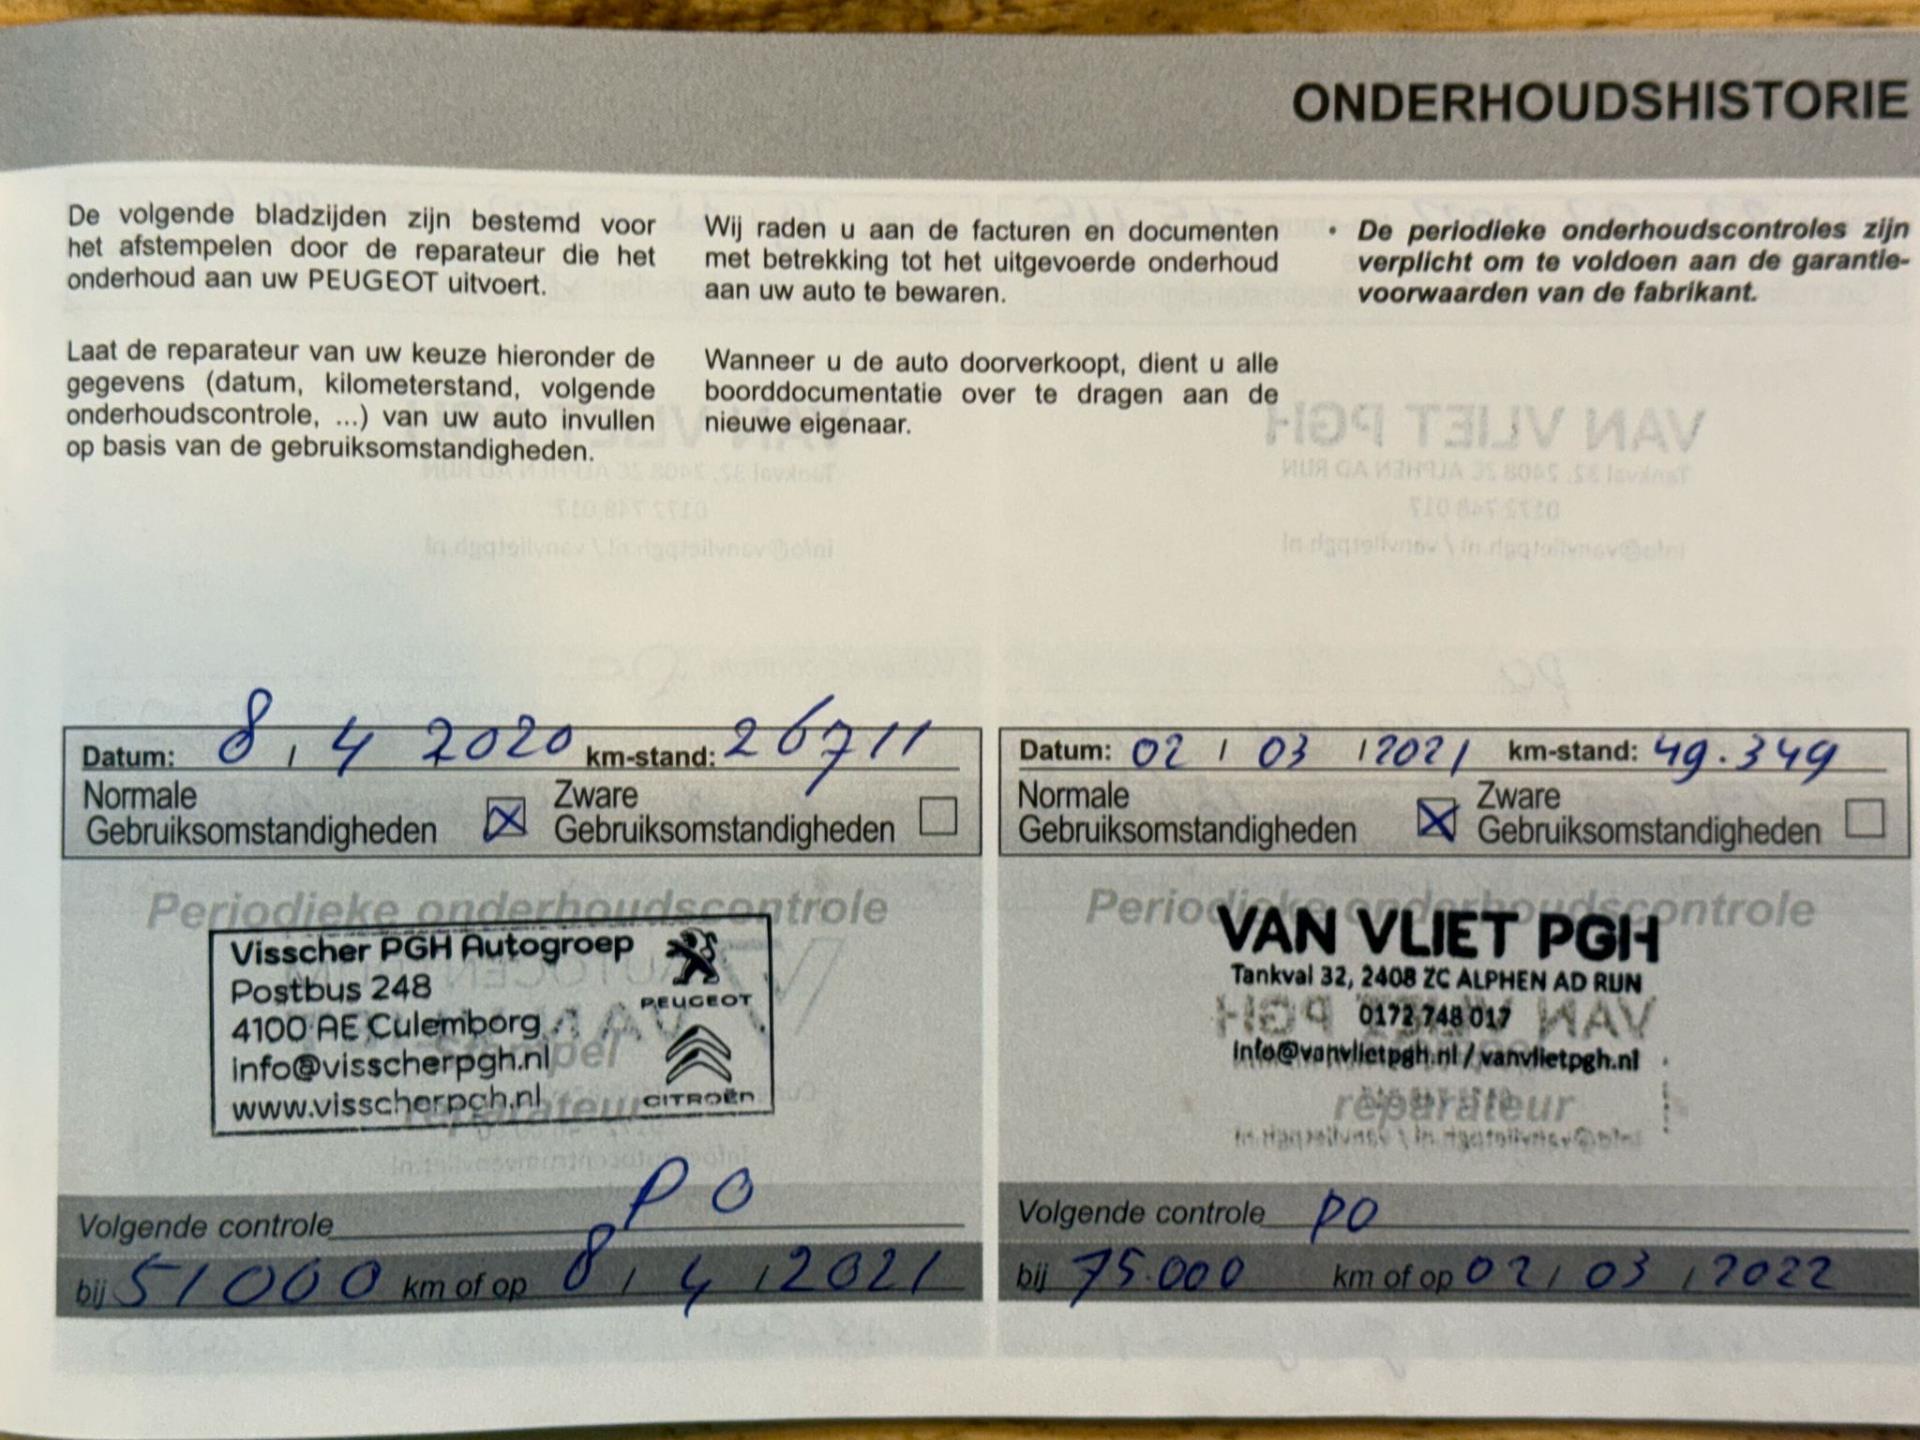 ONDERHOUDSHISTORIE
De volgende bladzijden zijn bestemd voor
het afstempelen door de reparateur die het
onderhoud aan uw PEUGEOT uitvoert.
Laat de reparateur van uw keuze hieronder de
gegevens (datum, kilometerstand, volgende
onderhoudscontrole, ...) van uw auto invullen
op basis van de gebruiksomstandigheden.
Wij raden u aan de facturen en documenten
met betrekking tot het uitgevoerde onderhoud
aan uw auto te bewaren.
Wanneer u de auto doorverkoopt, dient u alle
boorddocumentatie over te dragen aan de
nieuwe eigenaar.
• De periodieke onderhoudscontroles zijn
verplicht om te voldoen aan de garantie-
voorwaarden van de fabrikant.
Datum: 8 / 4 2020 km-stand: 26711
Normale
Gebruiksomstandigheden
Zware
Gebruiksomstandigheden
Periodieke onderhoudscontrole
Visscher PGH Autogroep
Postbus 248
4100 AE Culemborg
info@visscherpgh.nl
www.visscherpgh.nl
PEUGEOT
CITROËN
Stempel
reparateur
Volgende controle PO
bij 51000 km of op 8 / 4 / 2021
Datum: 02 / 03 / 2021 km-stand: 49.349
Normale
Gebruiksomstandigheden
Zware
Gebruiksomstandigheden
Periodieke onderhoudscontrole
VAN VLIET PGH
Tankval 32, 2408 ZC ALPHEN AD RIJN
0172 748 017
info@vanvlietpgh.nl / vanvlietpgh.nl
reparateur
Volgende controle PO
bij 75.000 km of op 02 / 03 / 2022